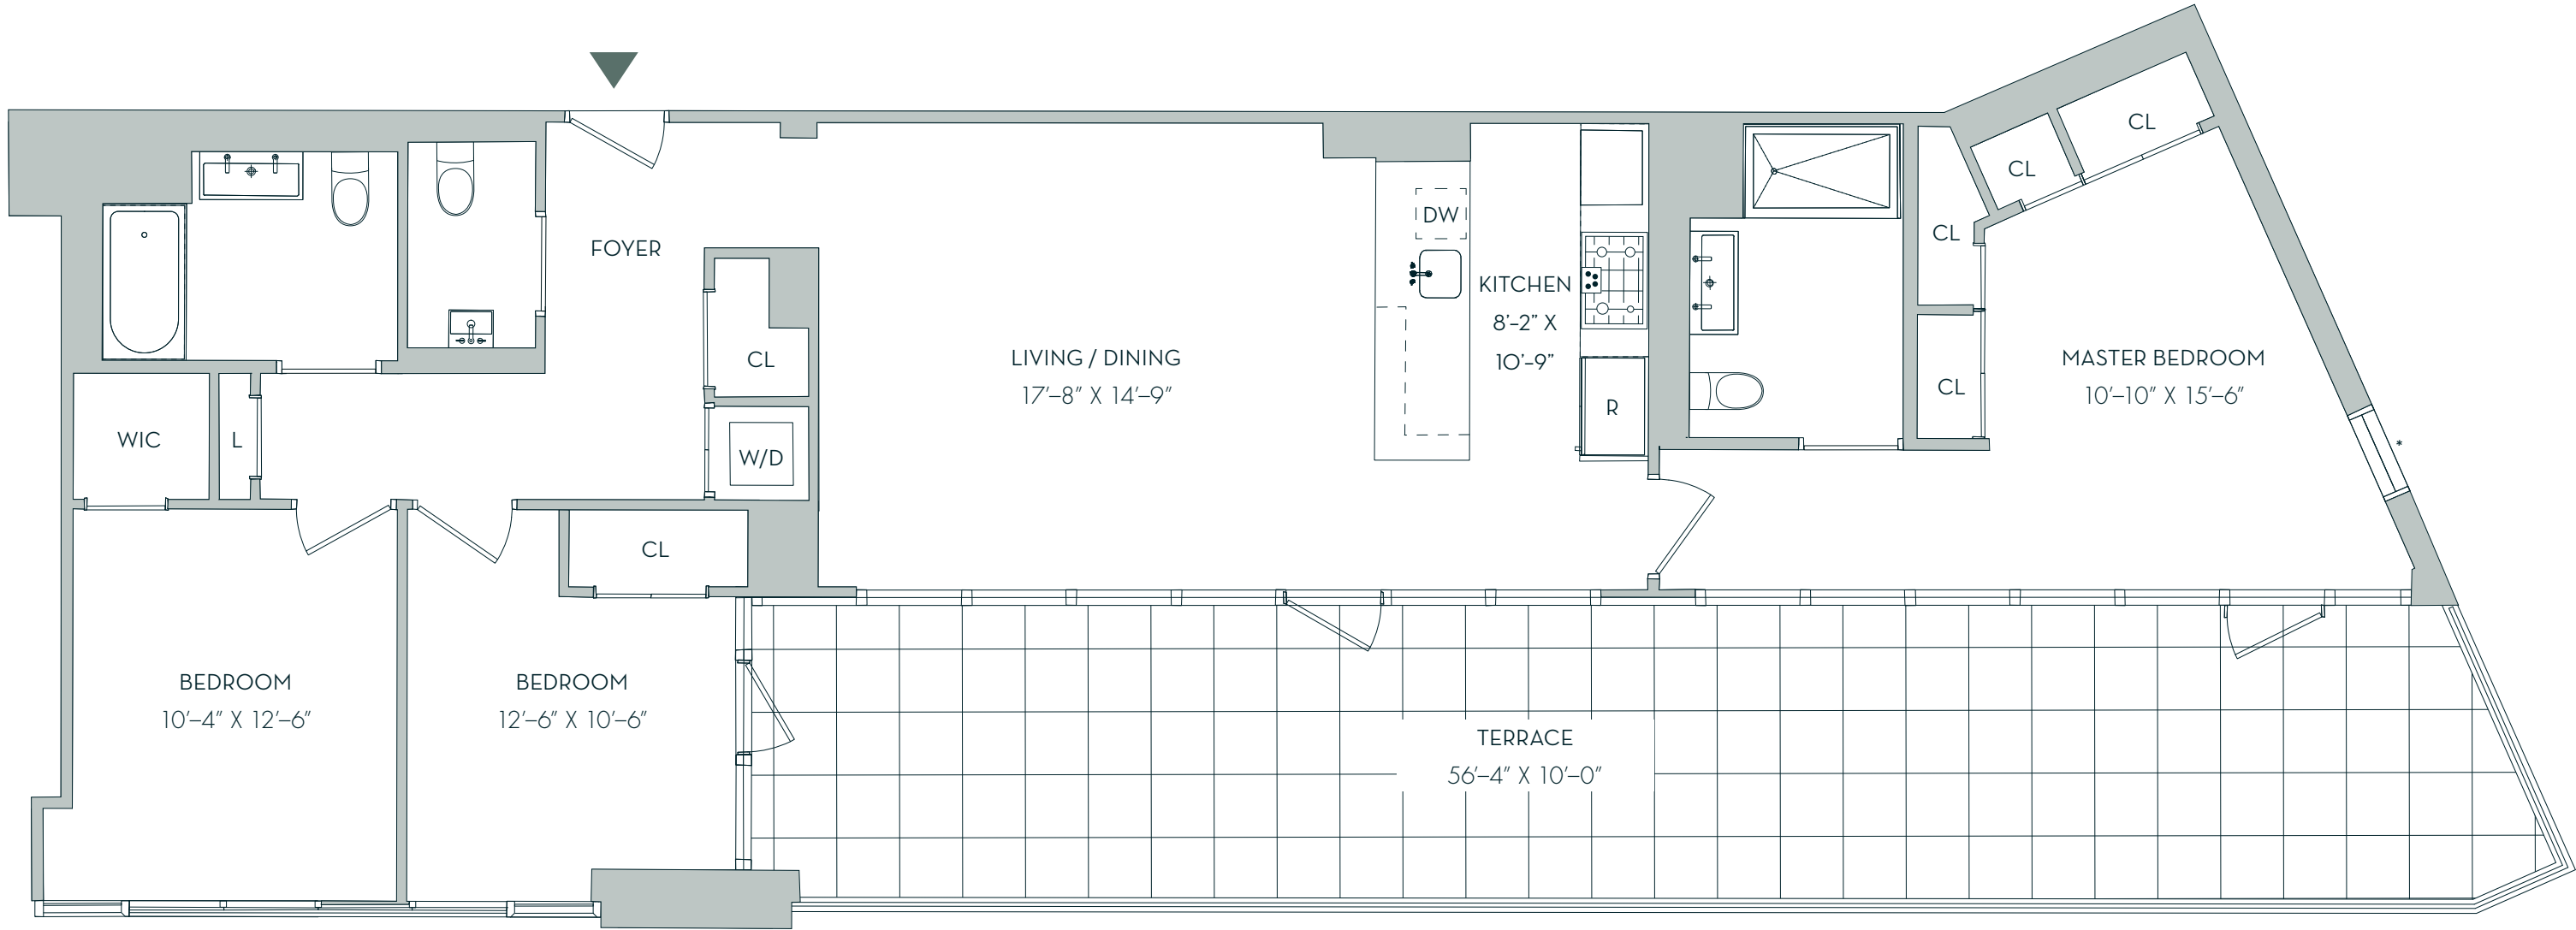 CL
CL
DW
CL
FOYER
KITCHEN
8'-2" X
10'-9"
CL
LIVING / DINING
17'–8" X 14'–9"
MASTER BEDROOM
10'–10" X 15'–6"
CL
R
WIC
L
W/D
*
CL
BEDROOM
10'–4" X 12'–6"
BEDROOM
12'–6" X 10'–6"
TERRACE
56'–4" X 10'–0"